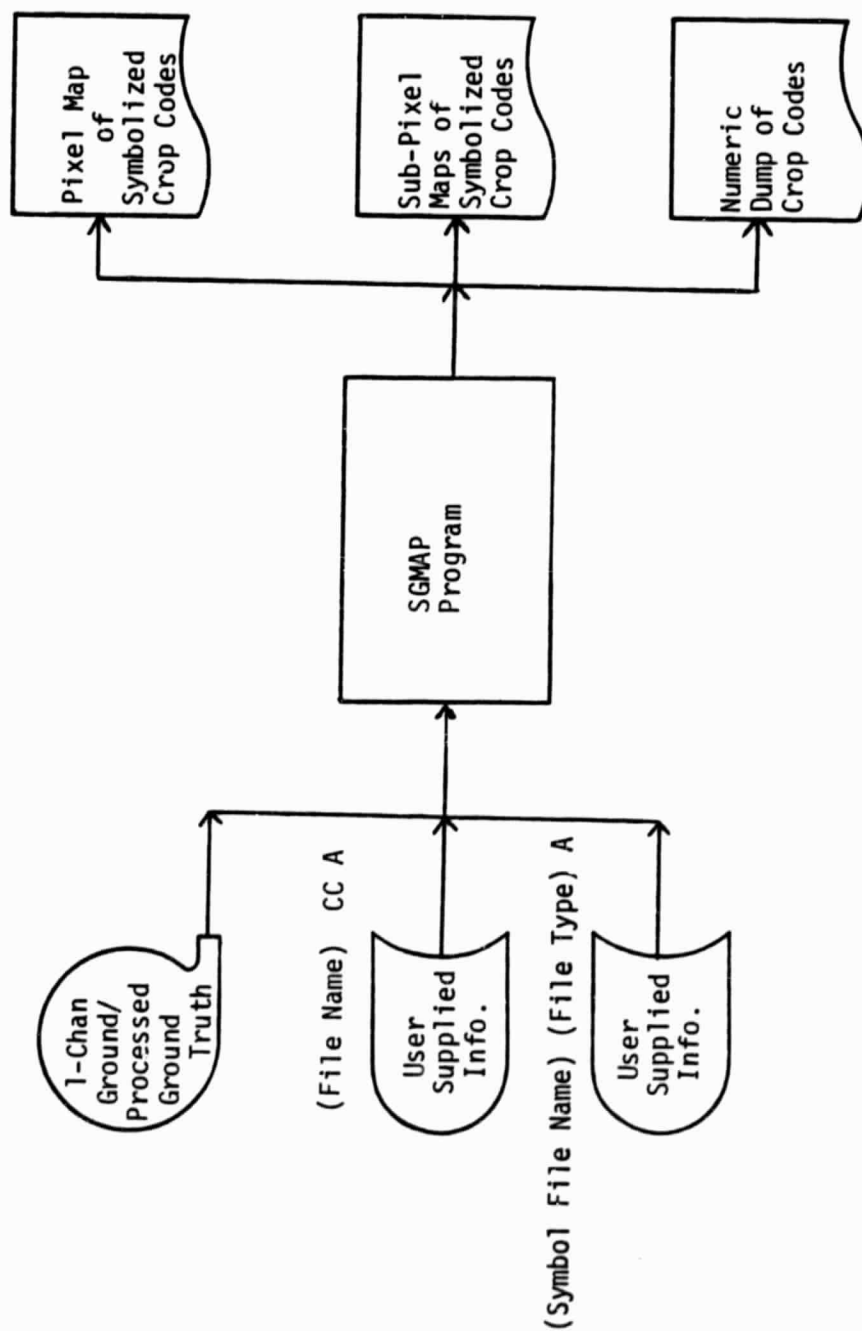 1-Chan
Ground/
Processed
Ground
Truth
(File Name) CC A
User
Supplied
Info.
(Symbol File Name) (File Type) A
User
Supplied
Info.
SGMAP
Program
Pixel Map
of
Symbolized
Crop Codes
Sub-Pixel
Maps of
Symbolized
Crop Codes
Numeric
Dump of
Crop Codes